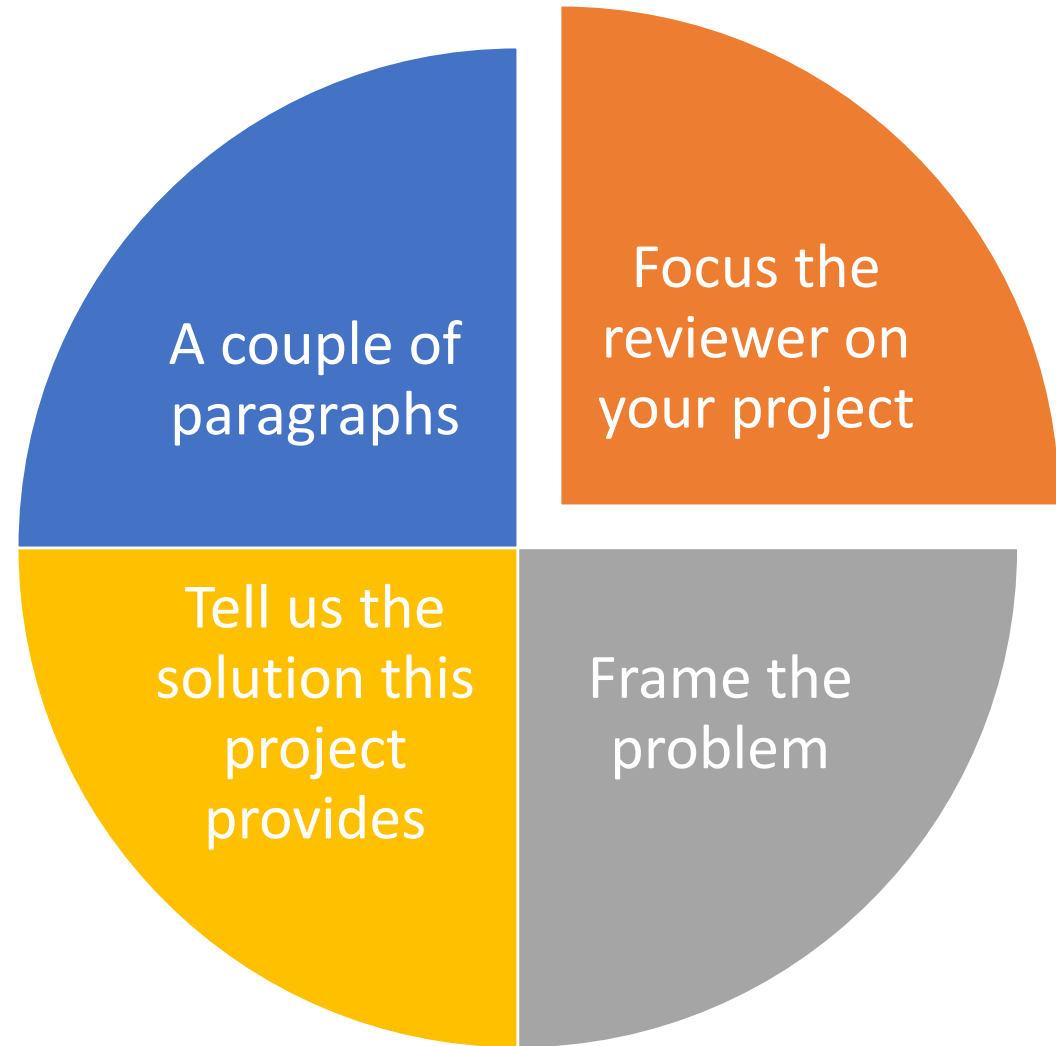 Focus the
reviewer on
your project
Frame the
problem
Tell us the
solution this
project
provides
A couple of
paragraphs